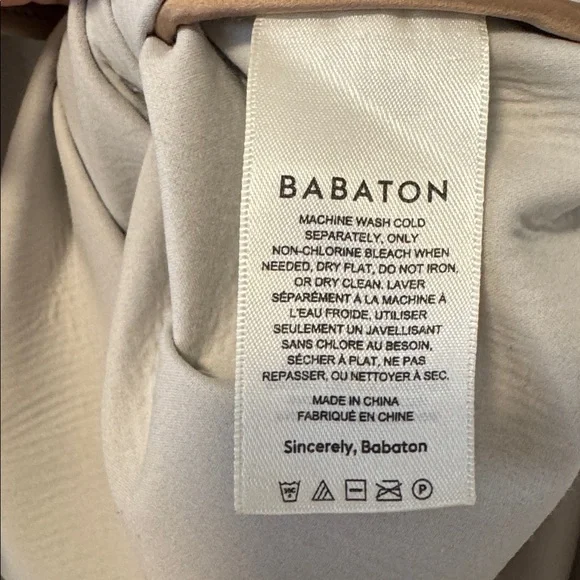 BABATON
MACHINE WASH COLD
SEPARATELY, ONLY
NON-CHLORINE BLEACH WHEN
NEEDED, DRY FLAT, DO NOT IRON,
OR DRY CLEAN. LAVER
SÉPARÉMENT À LA MACHINE À
L'EAU FROIDE, UTILISER
SEULEMENT UN JAVELLISANT
SANS CHLORE AU BESOIN,
SÉCHER À PLAT, NE PAS
REPASSER, OU NETTOYER À SEC.
MADE IN CHINA
FABRIQUÉ EN CHINE
Sincerely, Babaton
P